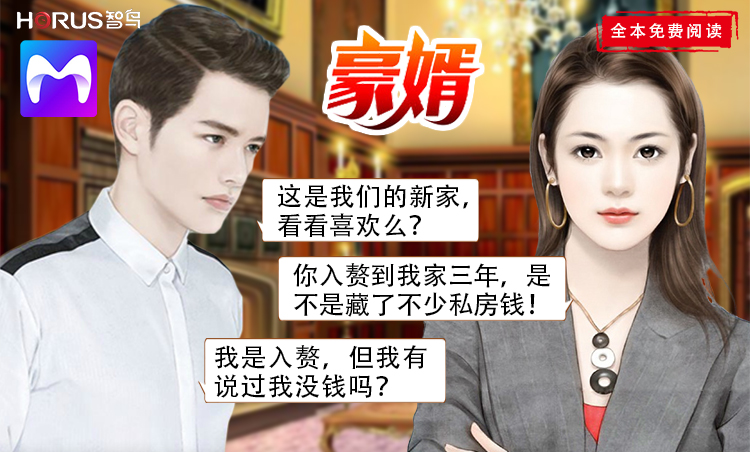 HORUS智鸟
全本免费阅读
豪婿
这是我们的新家,
看看喜欢么?
你入赘到我家三年, 是
不是藏了不少私房钱!
我是入赘, 但我有
说过我没钱吗?